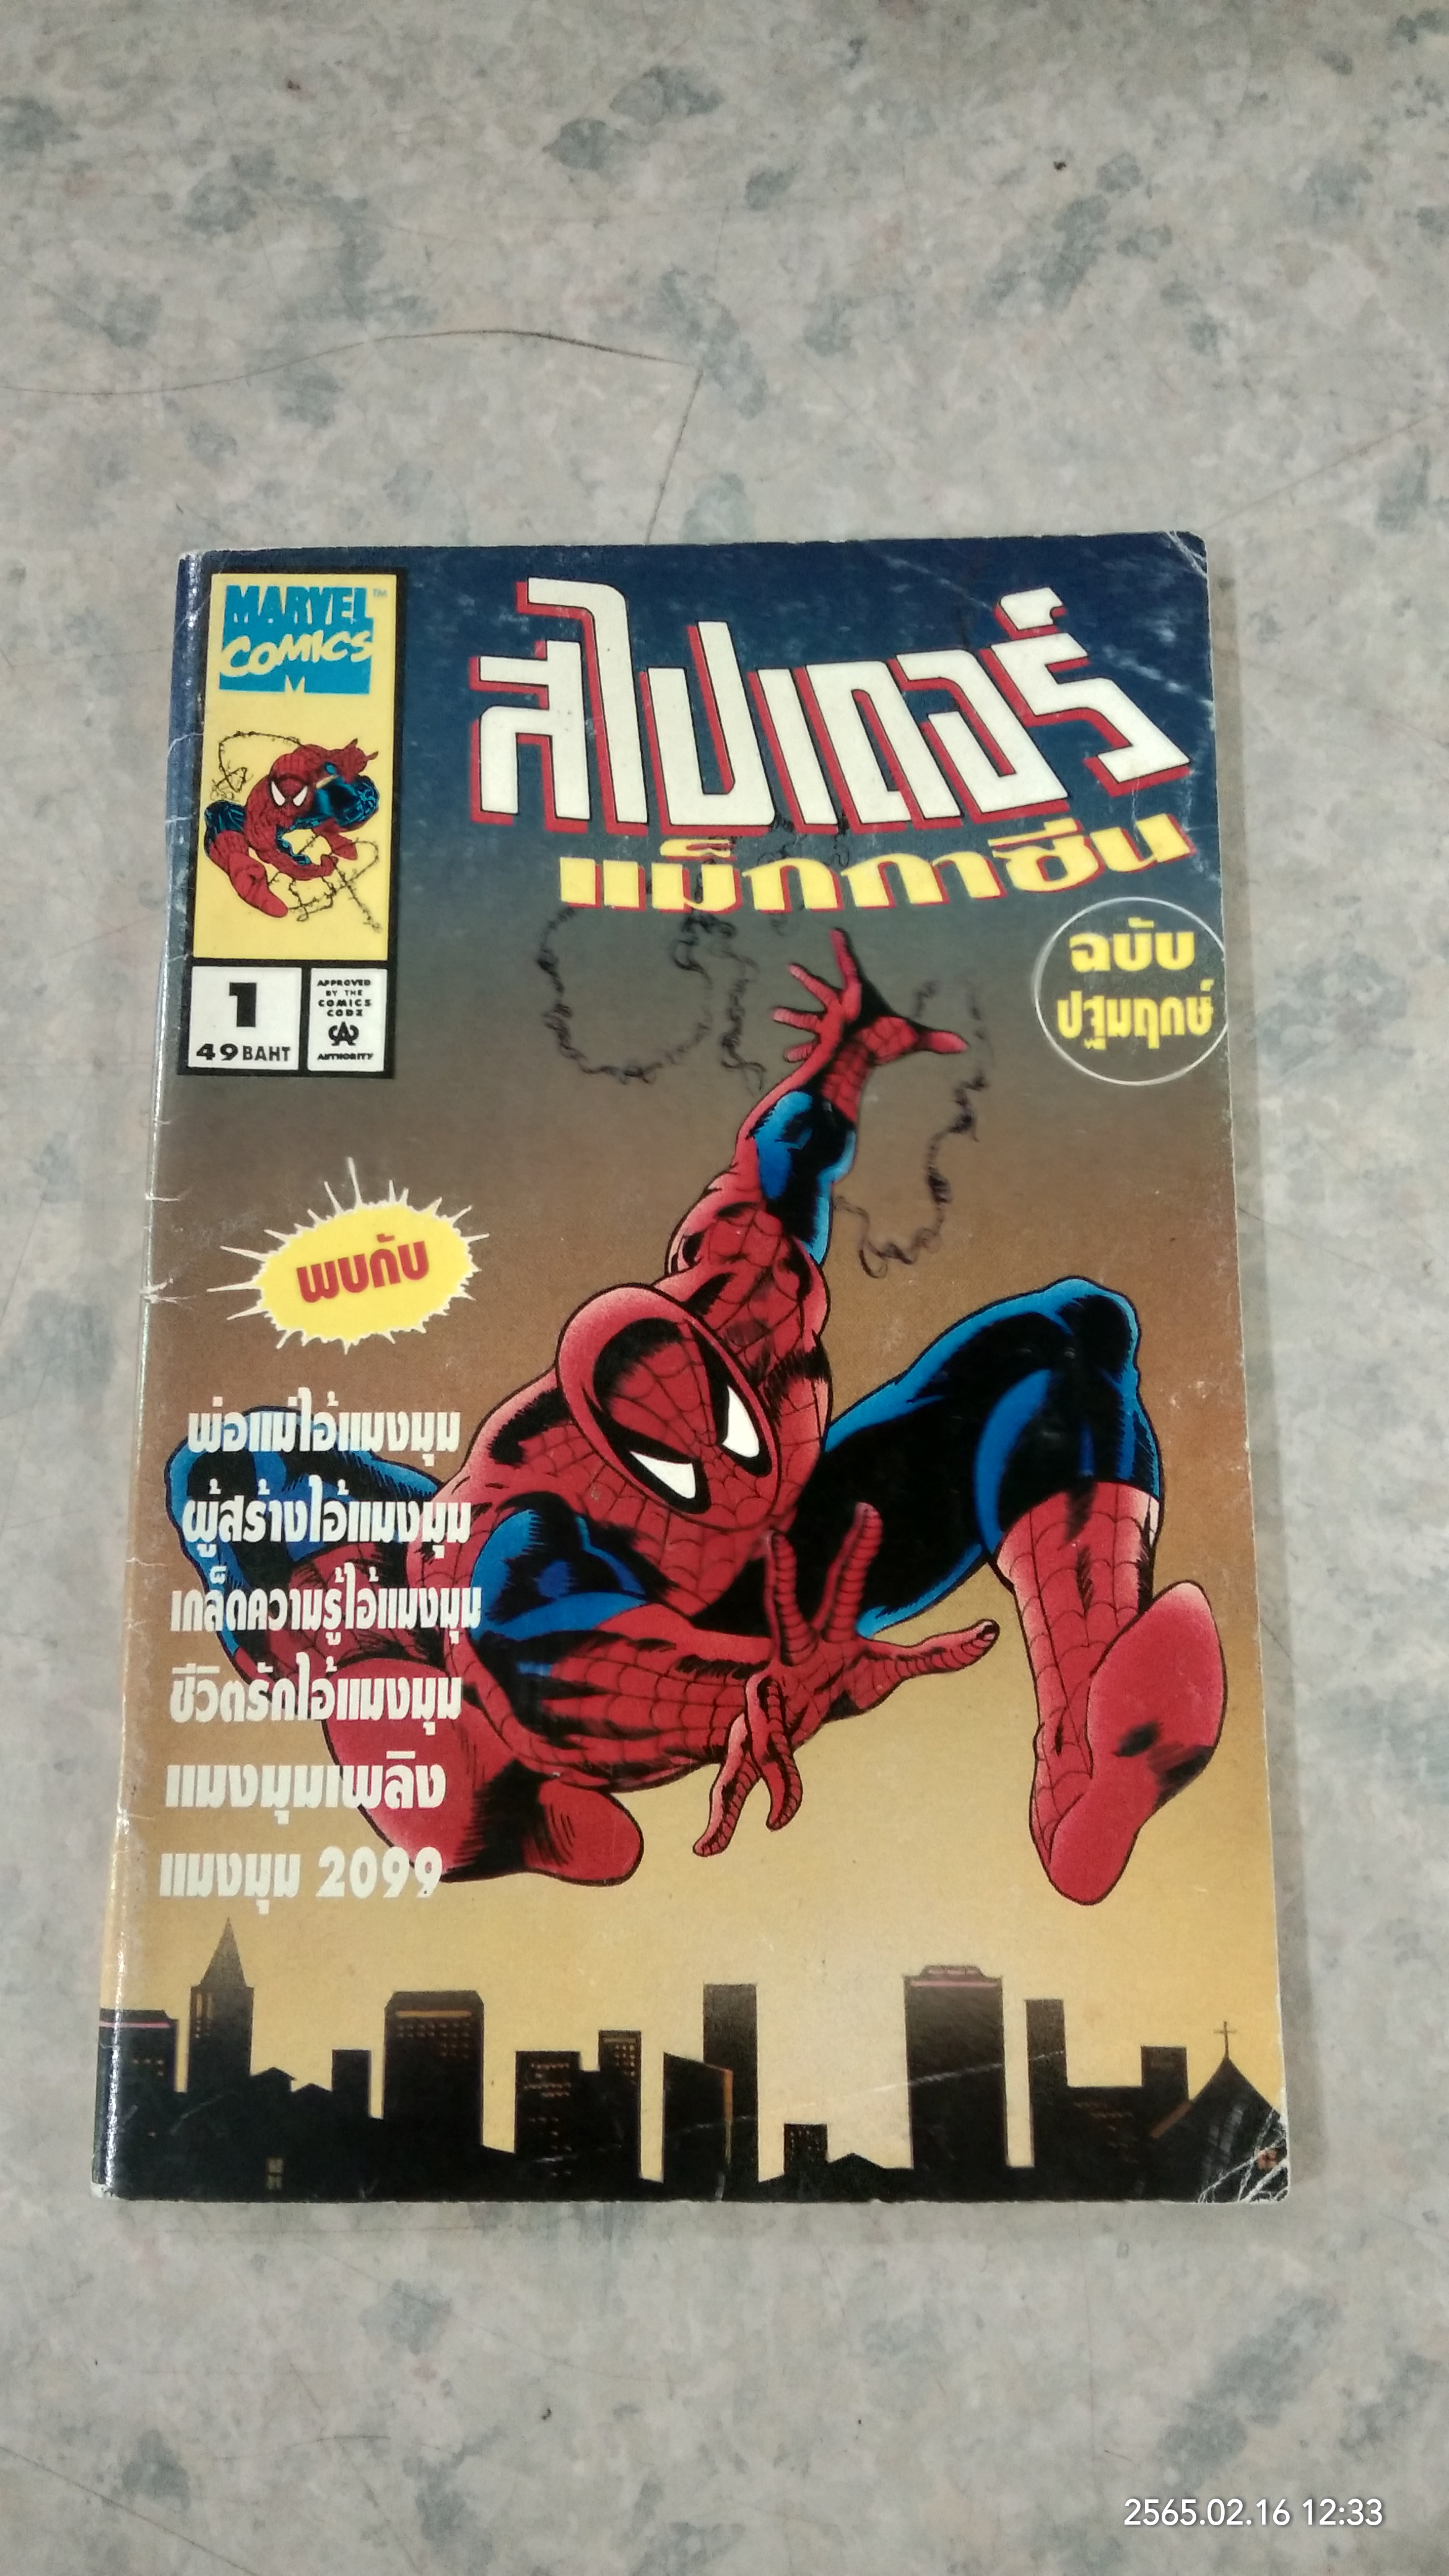 MARVEL
COMICS
TM
M
1
49 BAHT
APPROVED
BY THE
COMICS
CODE
CA
AUTHORITY
สไปเดอร์
แม็กกาซีน
ฉบับ
ปฐมฤกษ์
พบกับ
พ่อแม่ไอ้แมงมุม
ผู้สร้างไอ้แมงมุม
เกล็ดความรู้ไอ้แมงมุม
ชีวิตรักไอ้แมงมุม
แมงมุมเพลิง
แมงมุม 2099
2565.02.16 12:33